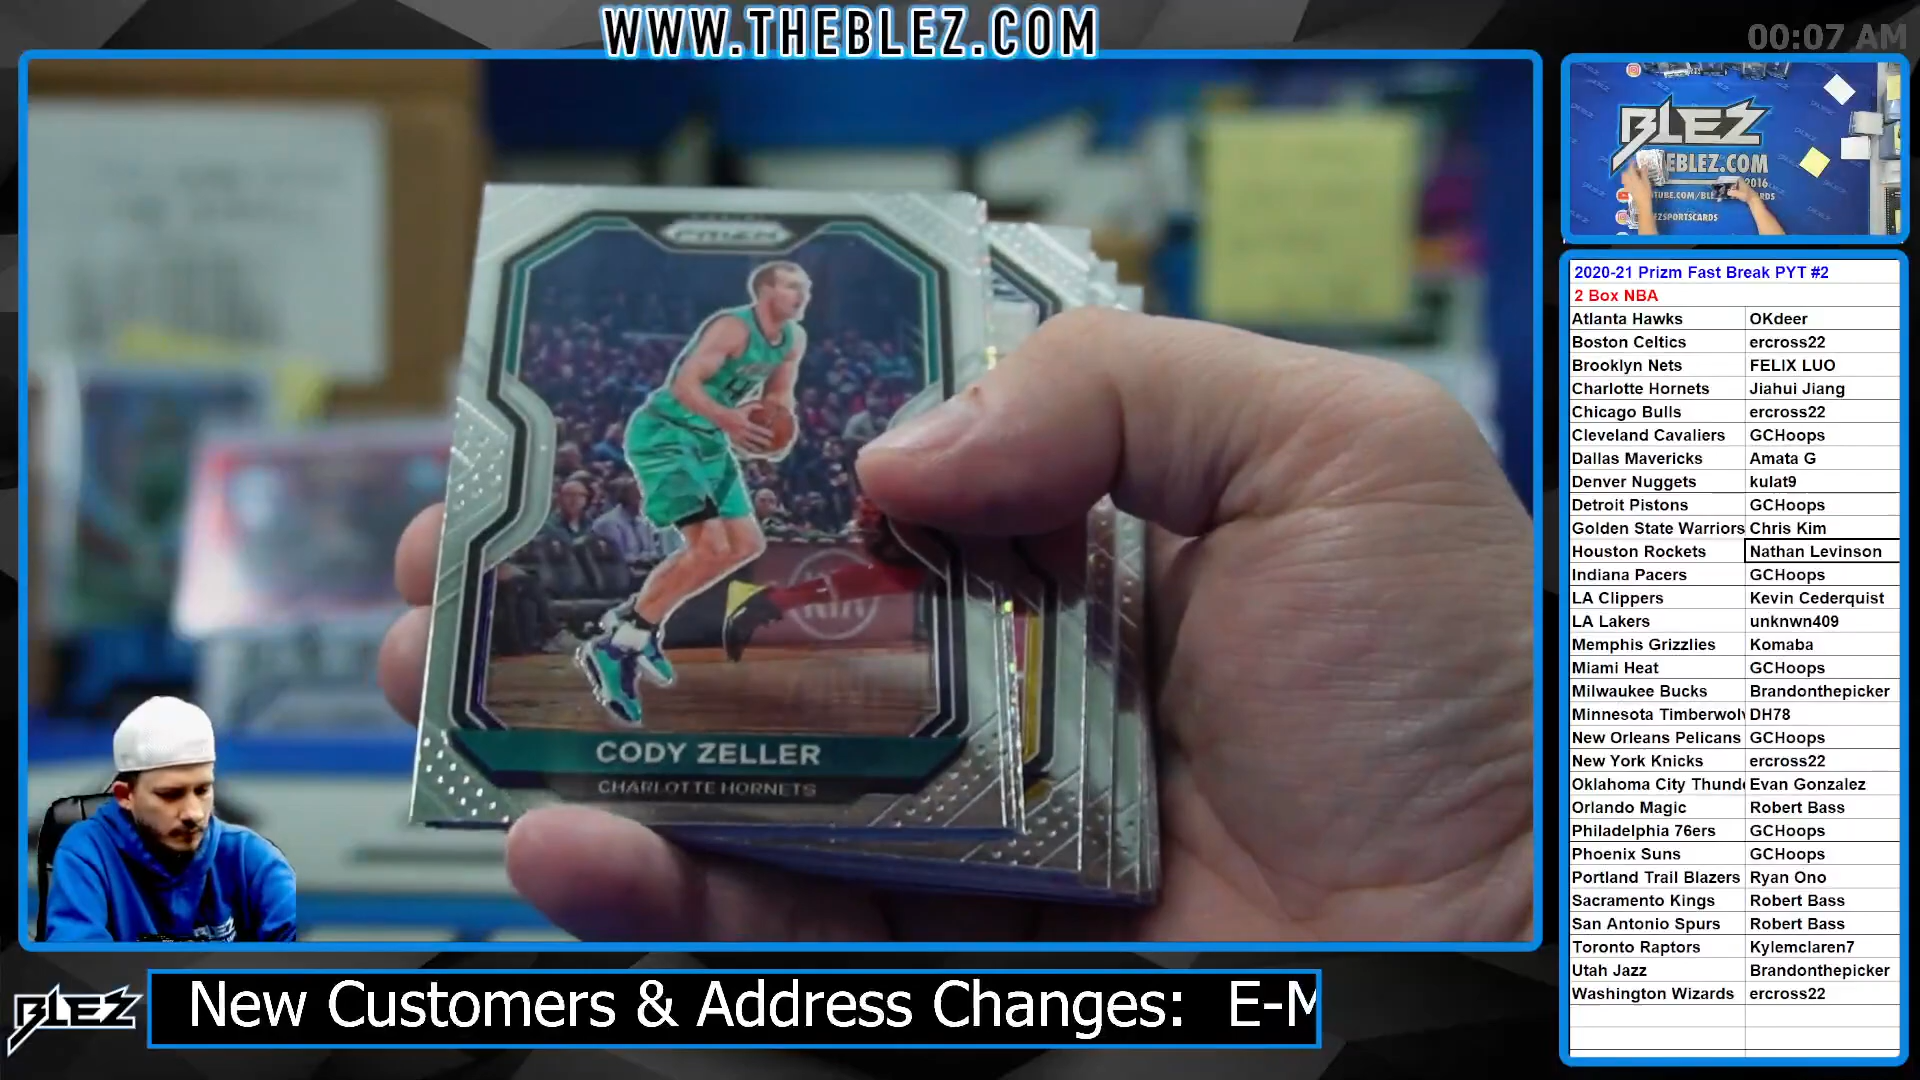 WWW.THEBLEZ.COM
00:07 AM
PRIZM
CODY ZELLER
CHARLOTTE HORNETS
KIA
BLEZ
2016
2020-21 Prizm Fast Break PYT #2
2 Box NBA
Atlanta Hawks OKdeer
Boston Celtics ercross22
Brooklyn Nets FELIX LUO
Charlotte Hornets Jiahui Jiang
Chicago Bulls ercross22
Cleveland Cavaliers GCHoops
Dallas Mavericks Amata G
Denver Nuggets kulat9
Detroit Pistons GCHoops
Golden State Warriors Chris Kim
Houston Rockets Nathan Levinson
Indiana Pacers GCHoops
LA Clippers Kevin Cederquist
LA Lakers unknwn409
Memphis Grizzlies Komaba
Miami Heat GCHoops
Milwaukee Bucks Brandonthepicker
Minnesota Timberwolv DH78
New Orleans Pelicans GCHoops
New York Knicks ercross22
Oklahoma City Thunde Evan Gonzalez
Orlando Magic Robert Bass
Philadelphia 76ers GCHoops
Phoenix Suns GCHoops
Portland Trail Blazers Ryan Ono
Sacramento Kings Robert Bass
San Antonio Spurs Robert Bass
Toronto Raptors Kylemclaren7
Utah Jazz Brandonthepicker
Washington Wizards ercross22
BLEZ
New Customers & Address Changes: E-M